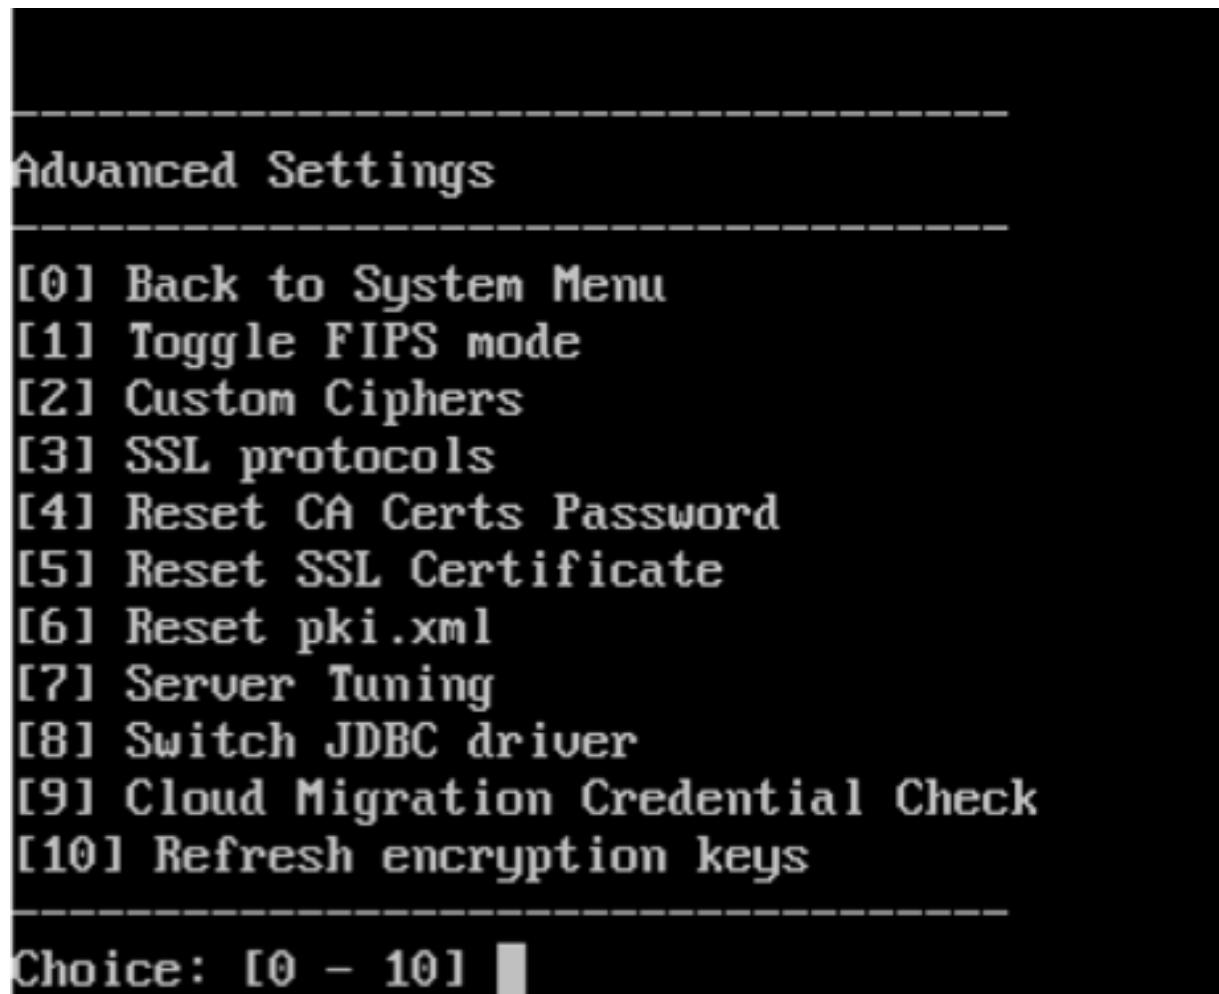 -----------------------------------
Advanced Settings
-----------------------------------
[0] Back to System Menu
[1] Toggle FIPS mode
[2] Custom Ciphers
[3] SSL protocols
[4] Reset CA Certs Password
[5] Reset SSL Certificate
[6] Reset pki.xml
[7] Server Tuning
[8] Switch JDBC driver
[9] Cloud Migration Credential Check
[10] Refresh encryption keys
-----------------------------------
Choice: [0 - 10]